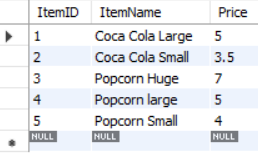 ItemID ItemName Price
1 Coca Cola Large 5
2 Coca Cola Small 3.5
3 Popcorn Huge 7
4 Popcorn large 5
5 Popcorn Small 4
NULL NULL NULL